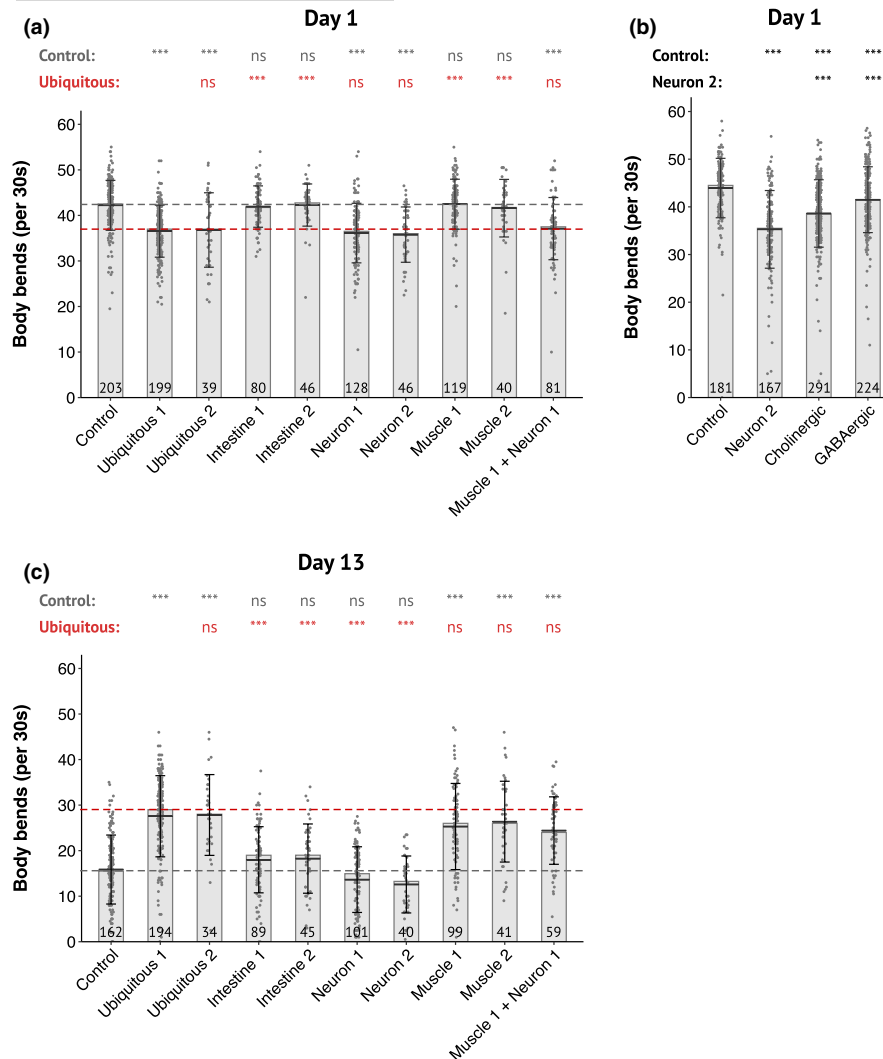 (a)
Day 1
Control: *** *** ns ns *** *** ns ns ***
Ubiquitous: ns *** *** ns ns *** *** ns
Body bends (per 30s)
60
50
40
30
20
10
0
203 199 39 80 46 128 46 119 40 81
Control
Ubiquitous 1
Ubiquitous 2
Intestine 1
Intestine 2
Neuron 1
Neuron 2
Muscle 1
Muscle 2
Muscle 1 + Neuron 1
(b)
Day 1
Control: *** *** ***
Neuron 2: *** ***
Body bends (per 30s)
60
50
40
30
20
10
0
181 167 291 224
Control
Neuron 2
Cholinergic
GABAergic
(c)
Day 13
Control: *** *** ns ns ns ns *** *** ***
Ubiquitous: ns *** *** *** *** ns ns ns
Body bends (per 30s)
60
50
40
30
20
10
0
162 194 34 89 45 101 40 99 41 59
Control
Ubiquitous 1
Ubiquitous 2
Intestine 1
Intestine 2
Neuron 1
Neuron 2
Muscle 1
Muscle 2
Muscle 1 + Neuron 1